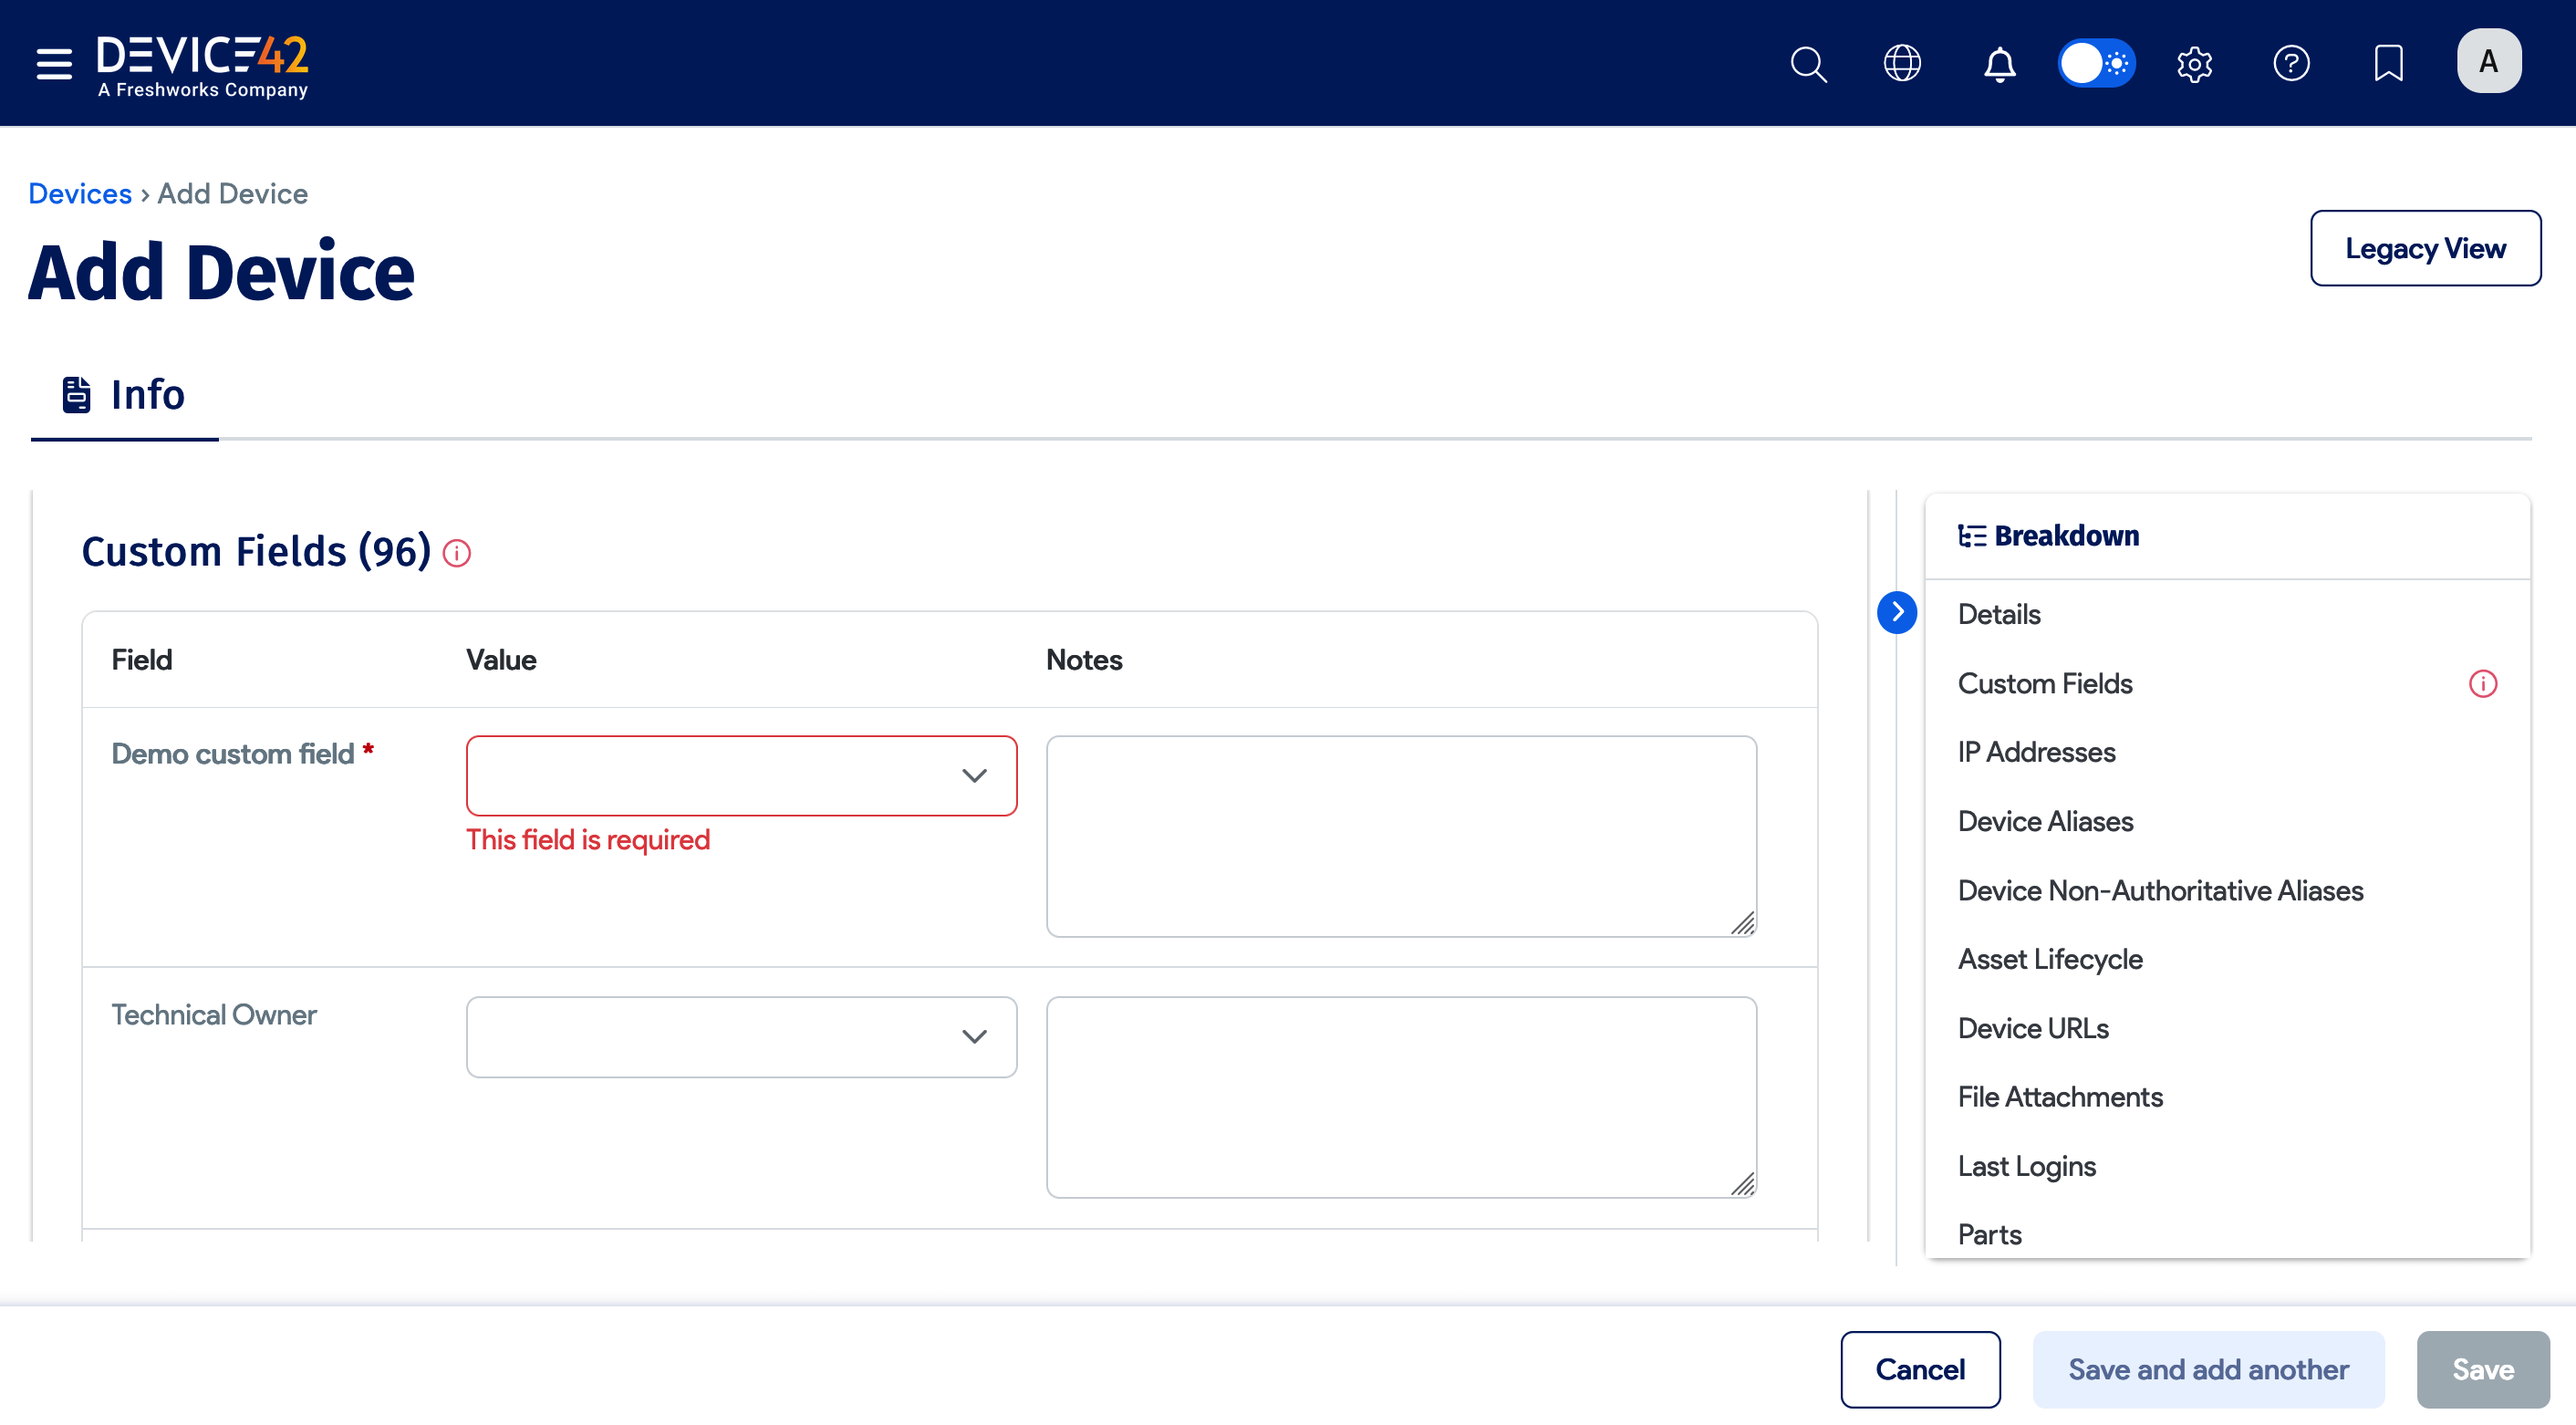 DEVICE42
A Freshworks Company
A
Devices › Add Device
Add Device
Legacy View
Info
Custom Fields (96)
Field Value Notes
Demo custom field *
This field is required
Technical Owner
Breakdown
Details
Custom Fields
IP Addresses
Device Aliases
Device Non-Authoritative Aliases
Asset Lifecycle
Device URLs
File Attachments
Last Logins
Parts
Cancel Save and add another Save